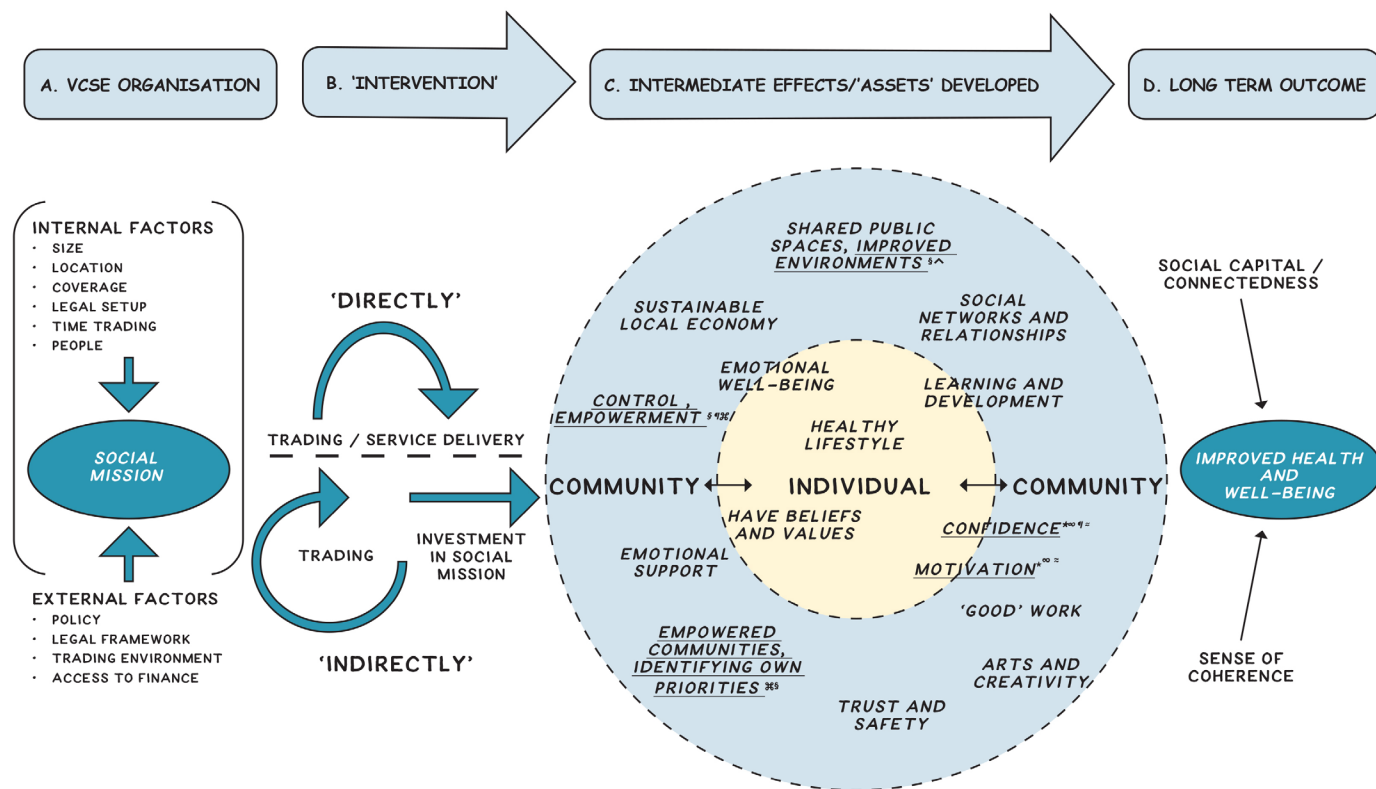 A. VCSE ORGANISATION
B. 'INTERVENTION'
C. INTERMEDIATE EFFECTS/'ASSETS' DEVELOPED
D. LONG TERM OUTCOME
INTERNAL FACTORS
· SIZE
· LOCATION
· COVERAGE
· LEGAL SETUP
· TIME TRADING
· PEOPLE
SOCIAL
MISSION
EXTERNAL FACTORS
· POLICY
· LEGAL FRAMEWORK
· TRADING ENVIRONMENT
· ACCESS TO FINANCE
'DIRECTLY'
TRADING / SERVICE DELIVERY
TRADING
INVESTMENT
IN SOCIAL
MISSION
'INDIRECTLY'
SHARED PUBLIC
SPACES, IMPROVED
ENVIRONMENTS §^
SUSTAINABLE
LOCAL ECONOMY
SOCIAL
NETWORKS AND
RELATIONSHIPS
EMOTIONAL
WELL-BEING
LEARNING AND
DEVELOPMENT
CONTROL,
EMPOWERMENT §¶⌘
HEALTHY
LIFESTYLE
COMMUNITY
INDIVIDUAL
COMMUNITY
HAVE BELIEFS
AND VALUES
CONFIDENCE*∞¶=
EMOTIONAL
SUPPORT
MOTIVATION*∞≈
'GOOD' WORK
EMPOWERED
COMMUNITIES,
IDENTIFYING OWN
PRIORITIES ⌘§
ARTS AND
CREATIVITY
TRUST AND
SAFETY
SOCIAL CAPITAL /
CONNECTEDNESS
IMPROVED HEALTH
AND
WELL-BEING
SENSE OF
COHERENCE